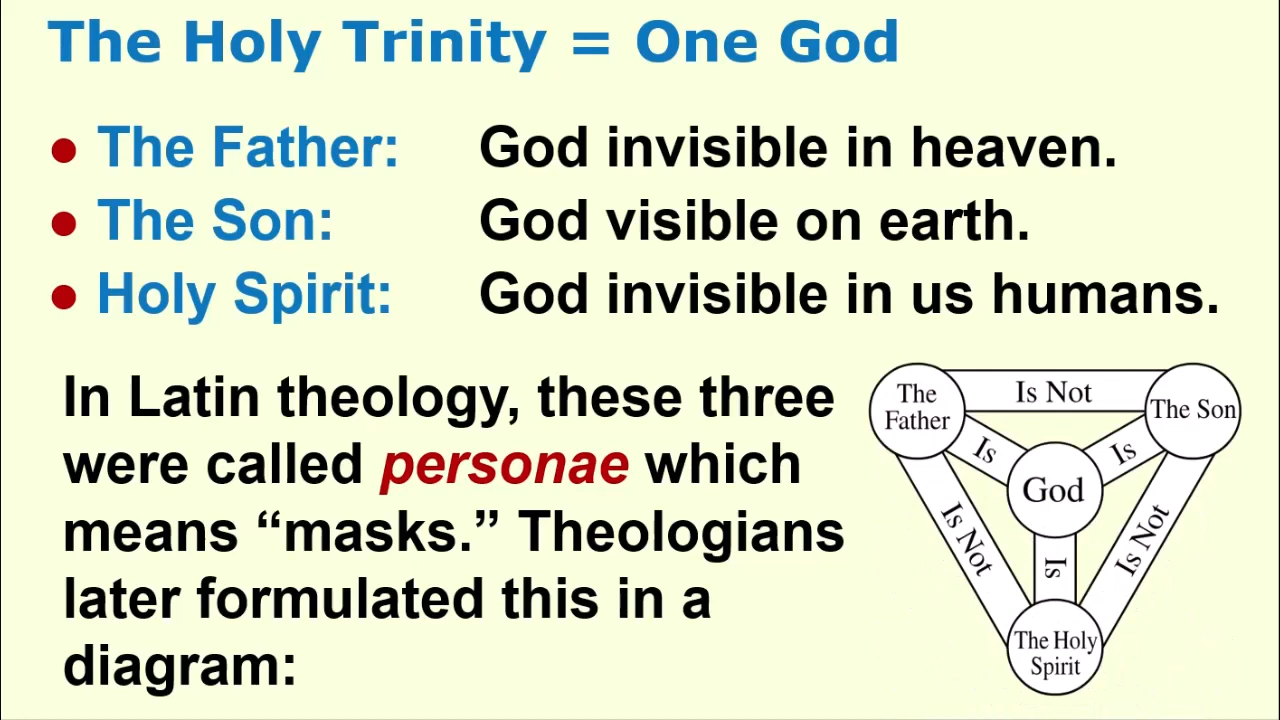 The Holy Trinity = One God
● The Father: God invisible in heaven.
● The Son: God visible on earth.
● Holy Spirit: God invisible in us humans.
In Latin theology, these three
were called personae which
means “masks.” Theologians
later formulated this in a
diagram:
The
Father
Is Not
The Son
Is
Is
God
Is Not
Is
Is Not
The Holy
Spirit